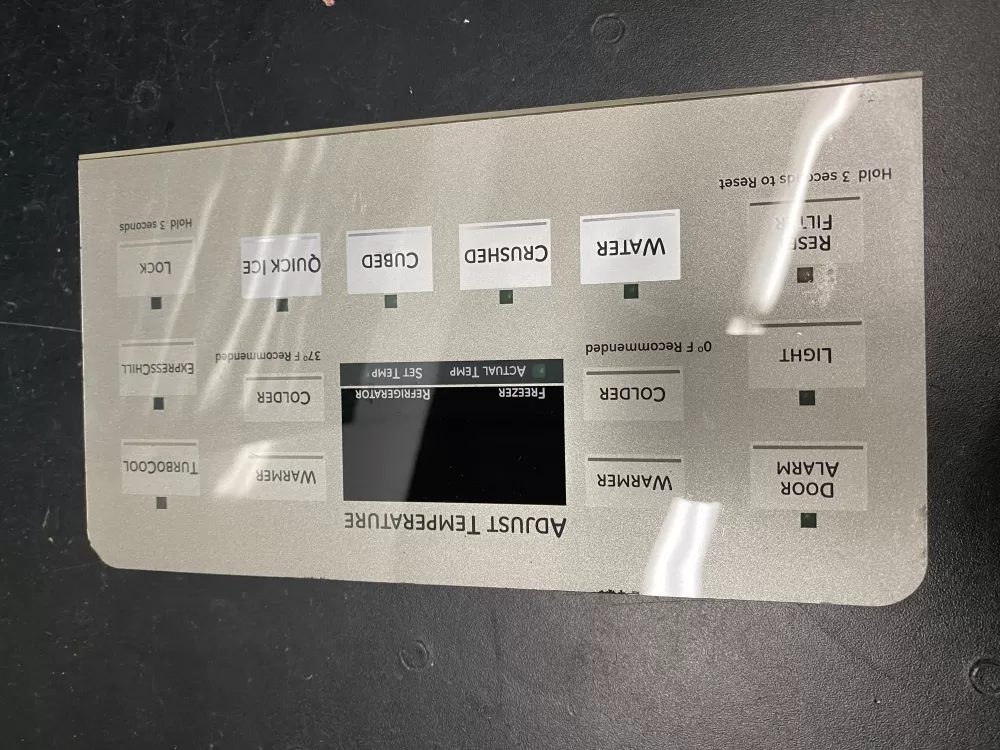 ADJUST TEMPERATURE
DOOR
ALARM
LIGHT
RESET
FILTER
Hold 3 seconds to Reset
WARMER
COLDER
0° F Recommended
FREEZER
REFRIGERATOR
ACTUAL TEMP
SET TEMP
WARMER
COLDER
37° F Recommended
TURBOCOOL
EXPRESSCHILL
LOCK
Hold 3 seconds
WATER
CRUSHED
CUBED
QUICK ICE